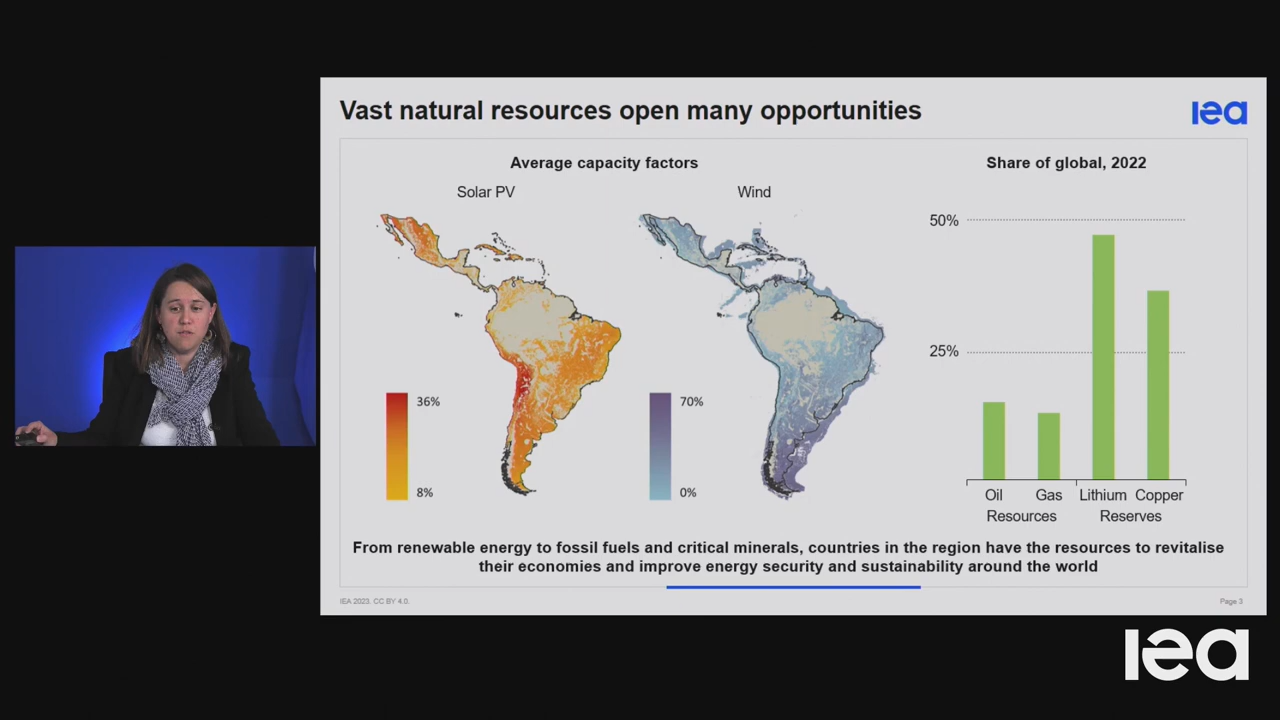 Vast natural resources open many opportunities
iea
Average capacity factors
Solar PV
Wind
36%
8%
70%
0%
Share of global, 2022
50%
25%
Oil
Gas
Lithium
Copper
Resources
Reserves
From renewable energy to fossil fuels and critical minerals, countries in the region have the resources to revitalise
their economies and improve energy security and sustainability around the world
IEA 2023. CC BY 4.0.
Page 3
iea